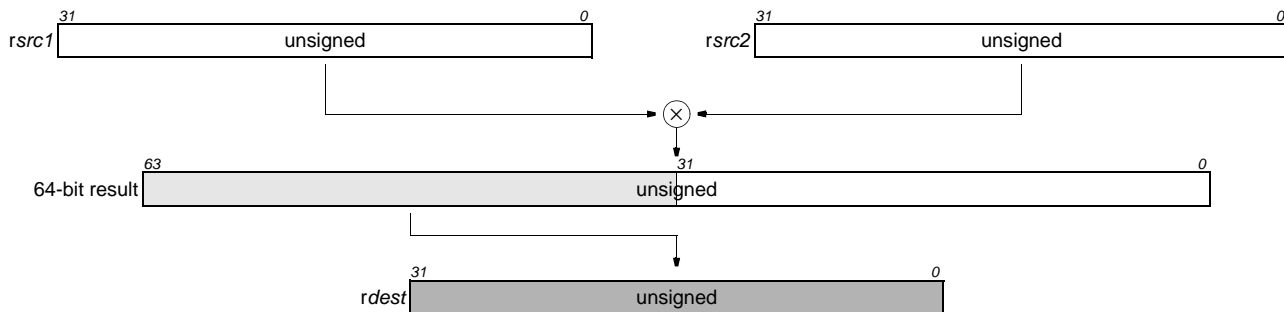 31 0 31 0
rsrc1 unsigned rsrc2 unsigned
×
63 31 0
64-bit result unsigned
31 0
rdest unsigned